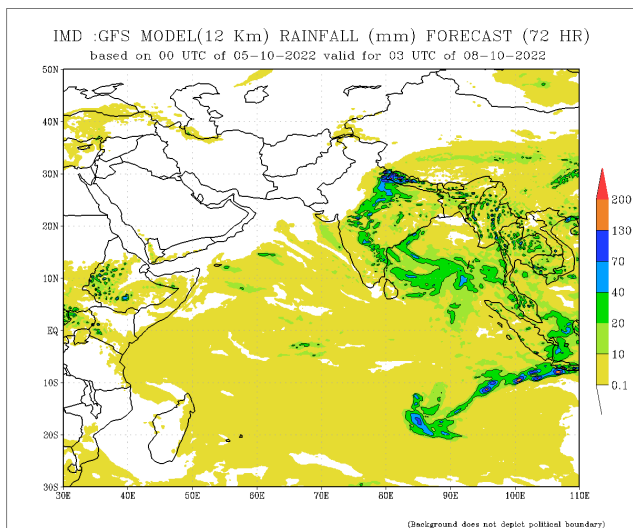 IMD :GFS MODEL(12 Km) RAINFALL (mm) FORECAST (72 HR)
based on 00 UTC of 05-10-2022 valid for 03 UTC of 08-10-2022
50N
40N
30N
20N
10N
EQ
10S
20S
30S
30E 40E 50E 60E 70E 80E 90E 100E 110E
200
130
70
40
20
10
0.1
(Background does not depict political boundary)